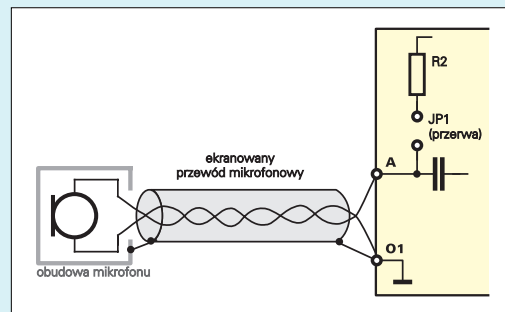 R2
JP1
(przerwa)
ekranowany
przewód mikrofonowy
A
O1
obudowa mikrofonu